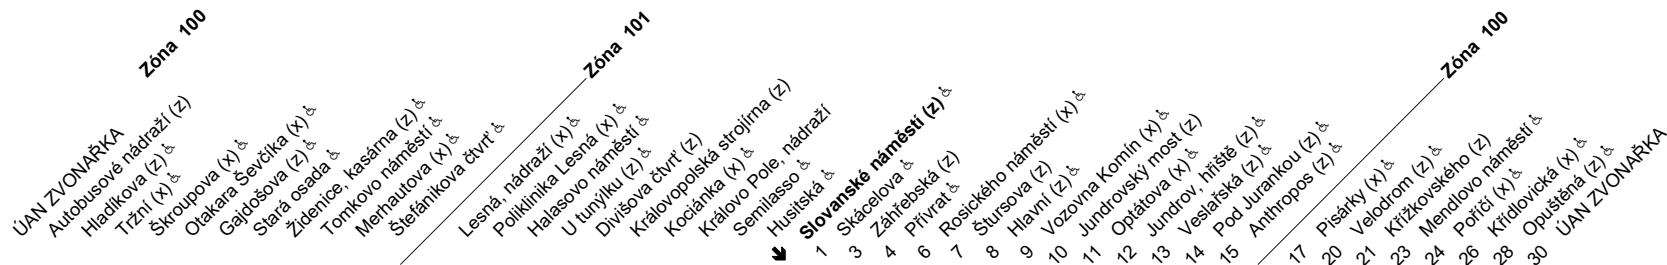 Zóna 100
ÚAN ZVONAŘKA
Autobusové nádraží (z)
Hladíkova (z) ♿
Tržní (x) ♿
Škroupova (x) ♿
Otakara Ševčíka (x) ♿
Gajdošova (z) ♿
Stará osada ♿
Židenice, kasárna (z) ♿
Tomkovo náměstí ♿
Merhautova (x) ♿
Štefánikova čtvrť ♿
Zóna 101
Lesná, nádraží (x) ♿
Poliklinika Lesná (x) ♿
Halasovo náměstí ♿
U tunýlku (z) ♿
Divišova čtvrť (z)
Královopolská strojírna (z)
Kociánka (x) ♿
Královo Pole, nádraží
Semilasso ♿
Husitská ♿
Slovanské náměstí (z) ♿
1 Skácelova ♿
3 Záhřebská (z)
4 Přívrat ♿
6 Rosického náměstí (x) ♿
7 Štursova (z)
8 Hlavní (z) ♿
9 Vozovna Komín (x) ♿
10 Jundrovský most (z)
11 Optátova (x) ♿
12 Jundrov, hřiště (z) ♿
13 Veslařská (z) ♿
14 Pod Jurankou (z) ♿
15 Anthropos (z) ♿
Zóna 100
17 Pisárky (x) ♿
20 Velodrom (z) ♿
21 Křížkovského (z)
23 Mendlovo náměstí ♿
24 Poříčí (x) ♿
26 Křídlovická (x) ♿
28 Opuštěná (z) ♿
30 ÚAN ZVONAŘKA